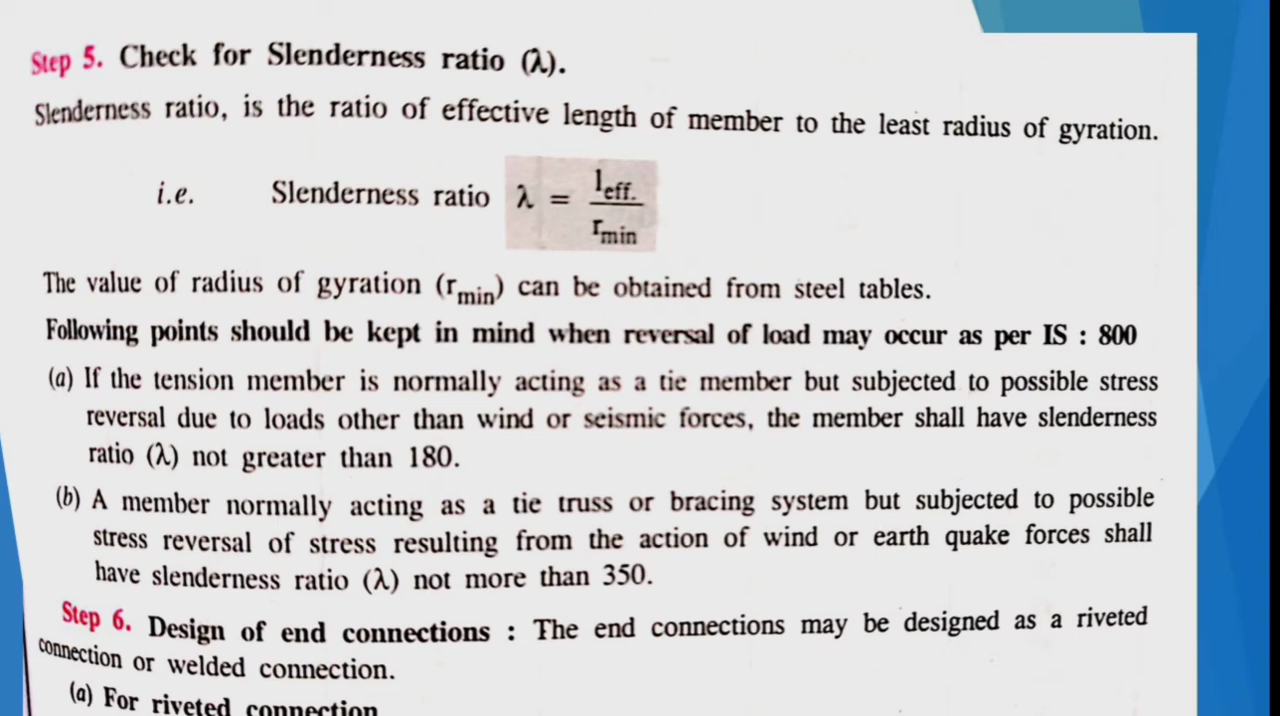 Step 5. Check for Slenderness ratio (λ).
Slenderness ratio, is the ratio of effective length of member to the least radius of gyration.
i.e. Slenderness ratio λ = l_eff. / r_min
The value of radius of gyration (r_min) can be obtained from steel tables.
Following points should be kept in mind when reversal of load may occur as per IS : 800
(a) If the tension member is normally acting as a tie member but subjected to possible stress
reversal due to loads other than wind or seismic forces, the member shall have slenderness
ratio (λ) not greater than 180.
(b) A member normally acting as a tie truss or bracing system but subjected to possible
stress reversal of stress resulting from the action of wind or earth quake forces shall
have slenderness ratio (λ) not more than 350.
Step 6. Design of end connections : The end connections may be designed as a riveted
connection or welded connection.
(a) For riveted connection